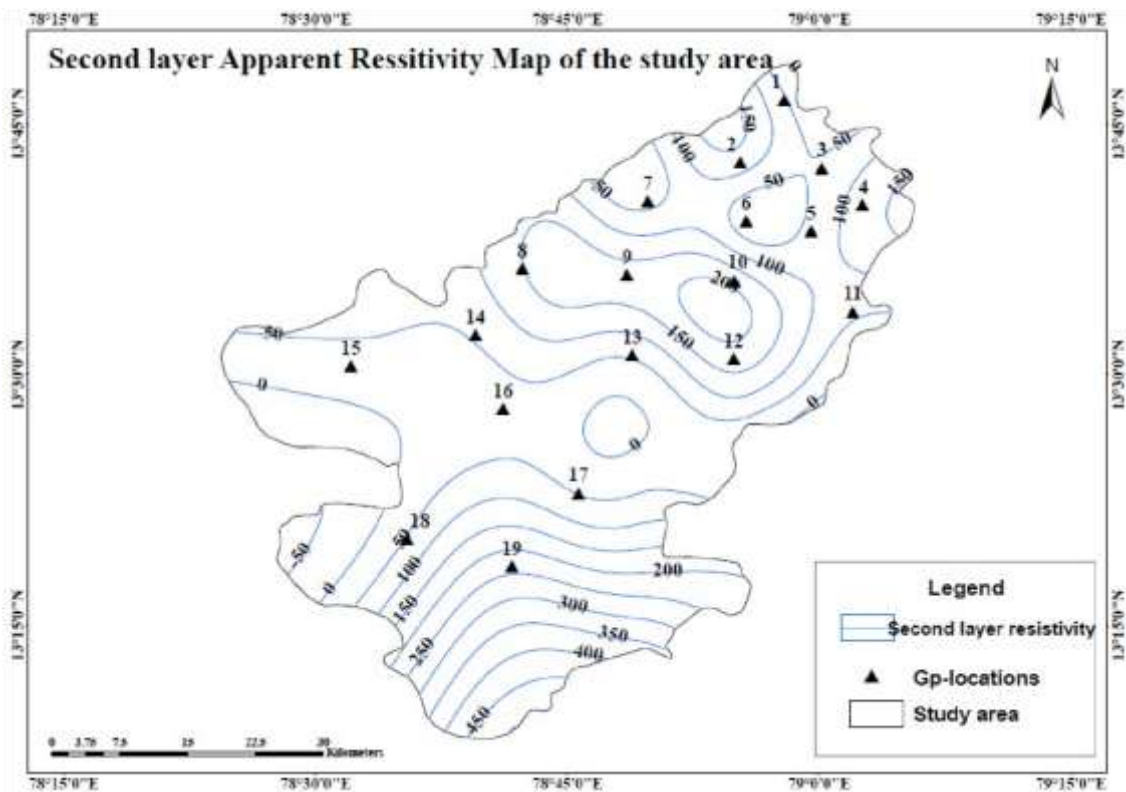 78°15'0"E 78°30'0"E 78°45'0"E 79°0'0"E 79°15'0"E
Second layer Apparent Ressitivity Map of the study area
N
13°45'0"N
13°45'0"N
0
1
150
2
100
3
50
50
7
50
4
150
6
5
100
8
9
10
100
200
11
14
13
150
12
50
15
0
16
0
0
17
18
50
-50
0
100
19
200
150
300
250
350
400
450
13°30'0"N
13°30'0"N
13°15'0"N
13°15'0"N
Legend
Second layer resistivity
Gp-locations
Study area
0 3.75 7.5 15 22.5 30
Kilometers
78°15'0"E 78°30'0"E 78°45'0"E 79°0'0"E 79°15'0"E